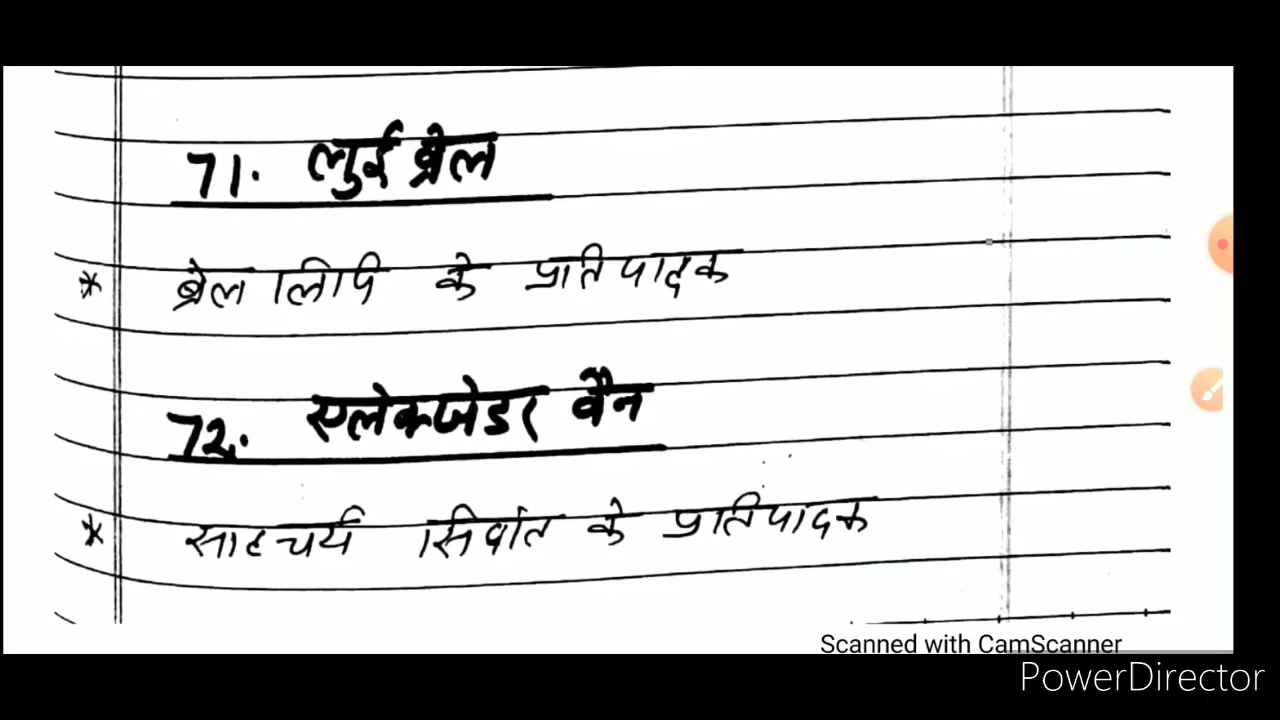 71. लुई ब्रेल
* ब्रेल लिपि के प्रतिपादक
72. एलेक्जेडर बैन
* साहचर्य सिद्धांत के प्रतिपादक
Scanned with CamScanner
PowerDirector